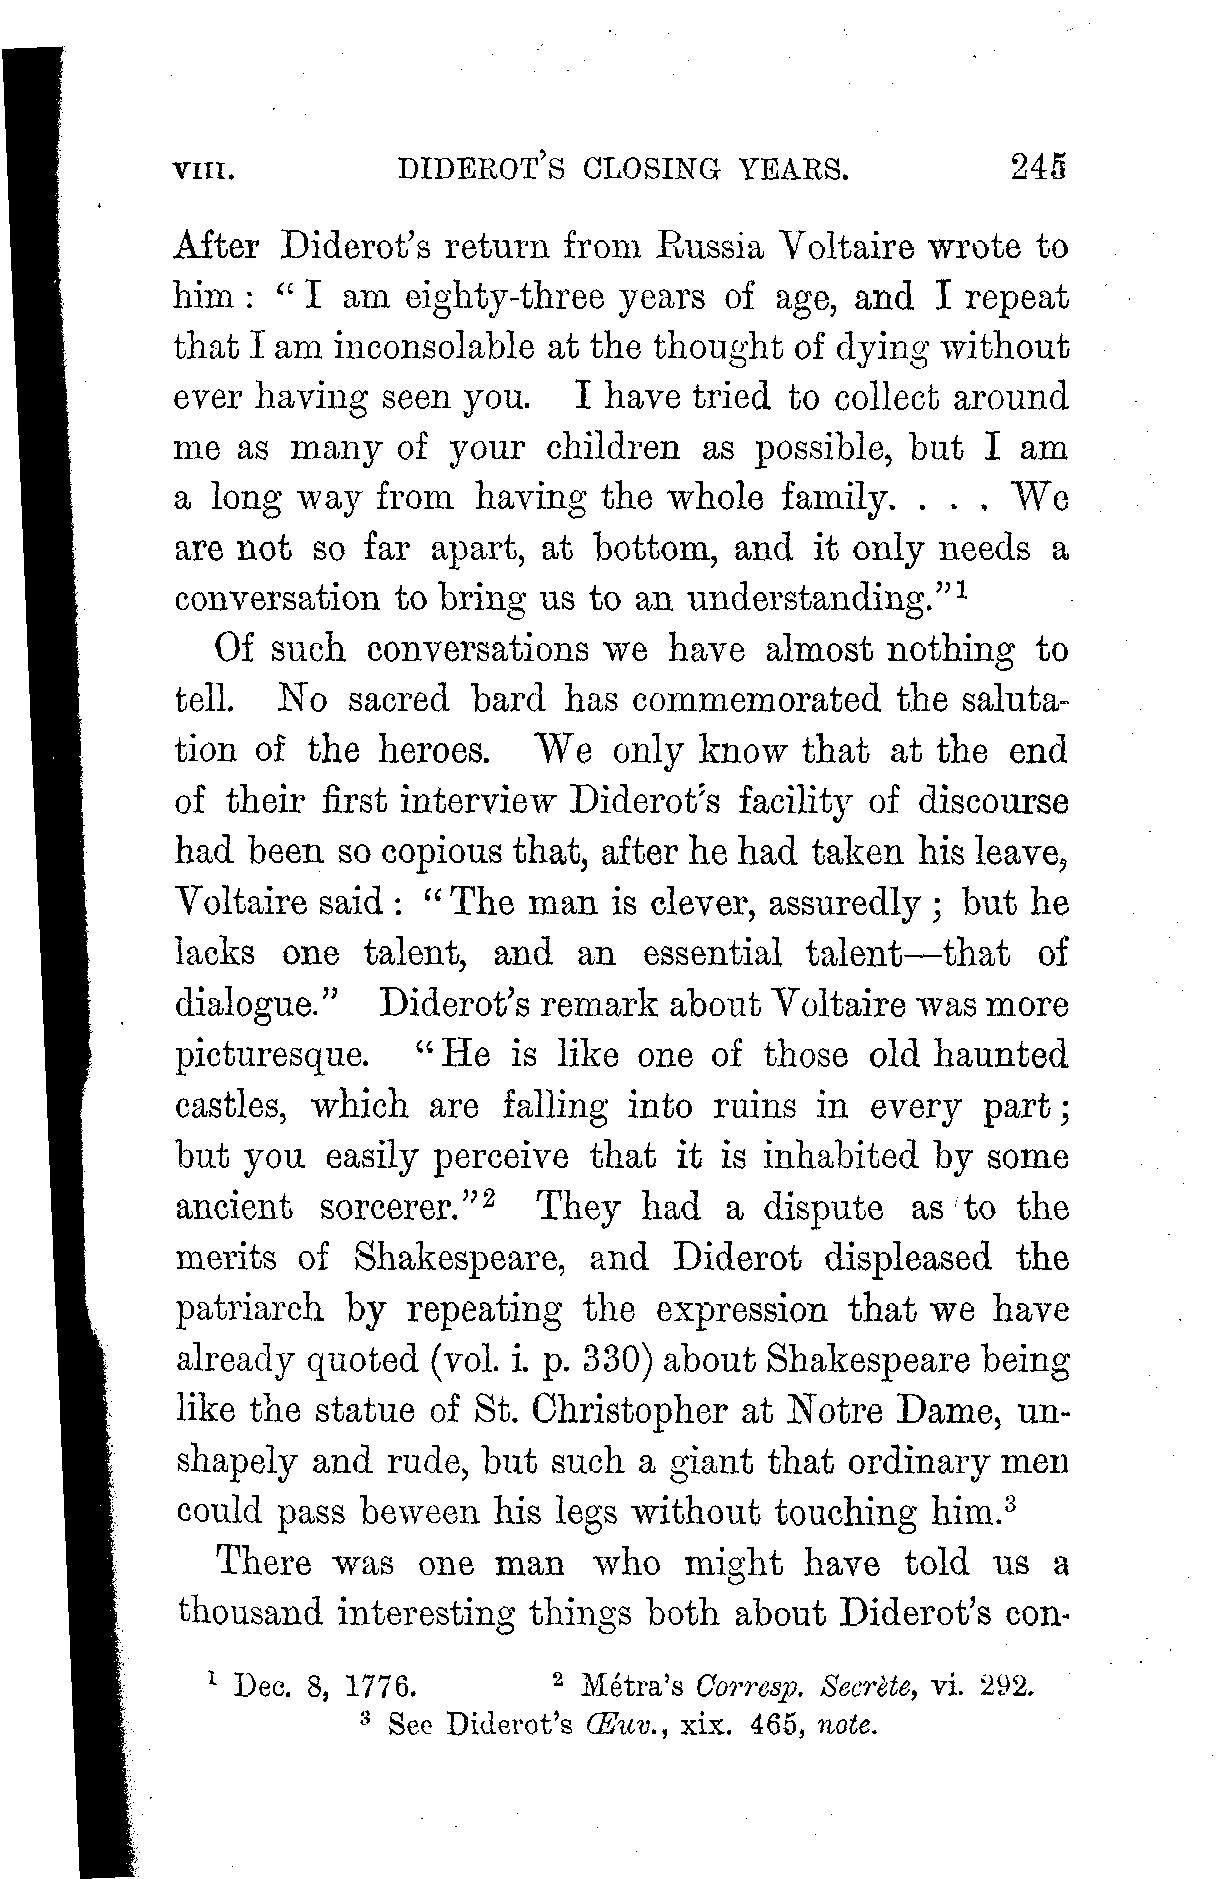 VIII. DIDEROT'S CLOSING YEARS. 245
After Diderot's return from Russia Voltaire wrote to
him : " I am eighty-three years of age, and I repeat
that I am inconsolable at the thought of dying without
ever having seen you. I have tried to collect around
me as many of your children as possible, but I am
a long way from having the whole family. . . . We
are not so far apart, at bottom, and it only needs a
conversation to bring us to an understanding."1
Of such conversations we have almost nothing to
tell. No sacred bard has commemorated the saluta-
tion of the heroes. We only know that at the end
of their first interview Diderot's facility of discourse
had been so copious that, after he had taken his leave,
Voltaire said : " The man is clever, assuredly ; but he
lacks one talent, and an essential talent—that of
dialogue." Diderot's remark about Voltaire was more
picturesque. " He is like one of those old haunted
castles, which are falling into ruins in every part ;
but you easily perceive that it is inhabited by some
ancient sorcerer."2 They had a dispute as to the
merits of Shakespeare, and Diderot displeased the
patriarch by repeating the expression that we have
already quoted (vol. i. p. 330) about Shakespeare being
like the statue of St. Christopher at Notre Dame, un-
shapely and rude, but such a giant that ordinary men
could pass beween his legs without touching him.3
There was one man who might have told us a
thousand interesting things both about Diderot's con-
1 Dec. 8, 1776. 2 Métra's Corresp. Secrète, vi. 292.
3 See Diderot's Œuv., xix. 465, note.